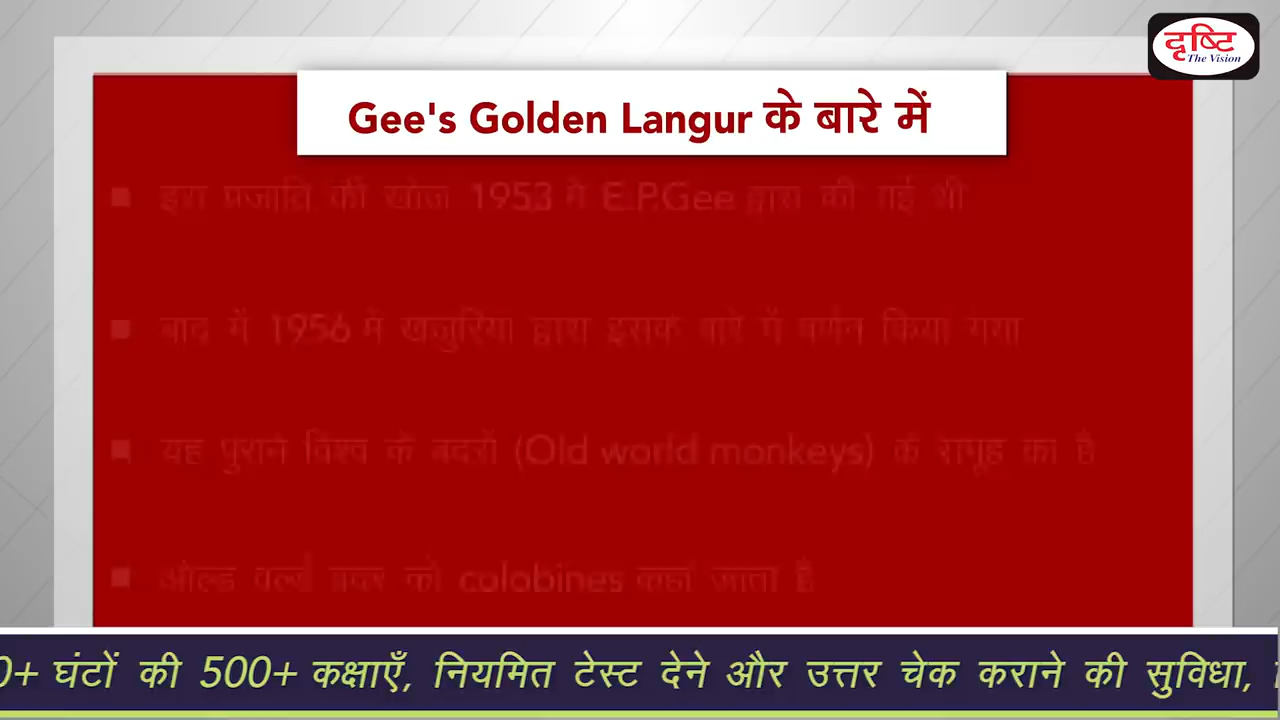 दृष्टि
The Vision
Gee's Golden Langur के बारे में
इस प्रजाति की खोज 1953 में E.P.Gee द्वारा की गई थी
बाद में 1956 में खजुरिया द्वारा इसके बारे में वर्णन किया गया
यह पुराने विश्व के बंदरों (Old world monkeys) के समूह का है
ओल्ड वर्ल्ड बंदर को colobines कहा जाता है
0+ घंटों की 500+ कक्षाएँ, नियमित टेस्ट देने और उत्तर चेक कराने की सुविधा,